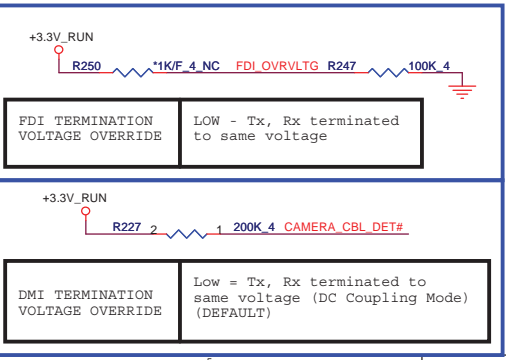 +3.3V_RUN
R250 *1K/F_4_NC FDI_OVRVLTG R247 100K_4
FDI TERMINATION
VOLTAGE OVERRIDE
LOW - Tx, Rx terminated
to same voltage
+3.3V_RUN
R227 2 1 200K_4 CAMERA_CBL_DET#
DMI TERMINATION
VOLTAGE OVERRIDE
Low = Tx, Rx terminated to
same voltage (DC Coupling Mode)
(DEFAULT)